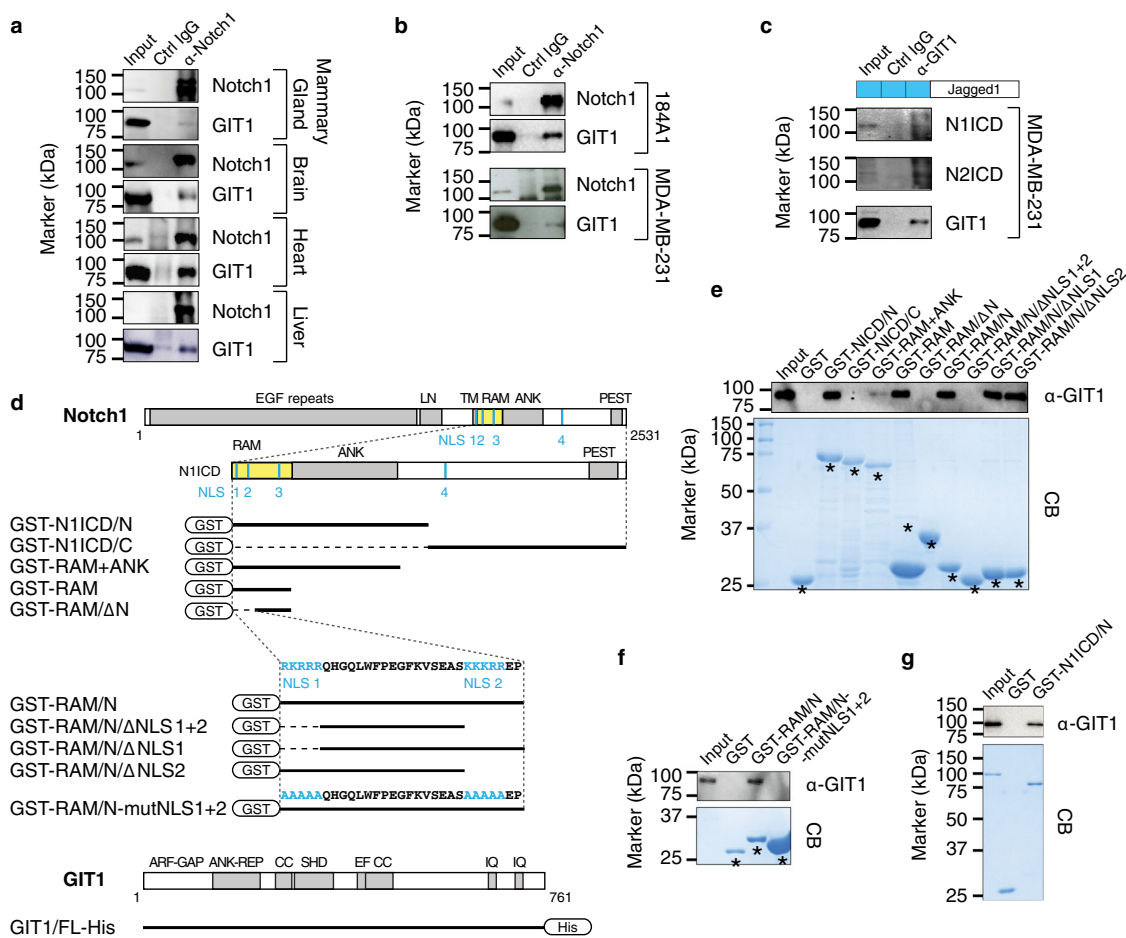 a
Input
Ctrl IgG
α-Notch1
Marker (kDa)
150
100
Notch1
100
75
GIT1
Mammary
Gland
150
100
Notch1
100
75
GIT1
Brain
150
100
Notch1
100
75
GIT1
Heart
150
100
Notch1
100
75
GIT1
Liver
b
Input
Ctrl IgG
α-Notch1
Marker (kDa)
150
100
Notch1
100
75
GIT1
184A1
150
100
Notch1
100
75
GIT1
MDA-MB-231
c
Input
Ctrl IgG
α-GIT1
Jagged1
Marker (kDa)
150
100
N1ICD
150
100
N2ICD
100
75
GIT1
MDA-MB-231
d
EGF repeats LN TM RAM ANK PEST
Notch1
1 2531
NLS 12 3 4
RAM ANK PEST
N1ICD
NLS 1 2 3 4
GST-N1ICD/N GST
GST-N1ICD/C GST
GST-RAM+ANK GST
GST-RAM GST
GST-RAM/ΔN GST
RKRRRQHGQLWFPEGFKVSEASKKKRREP
NLS 1 NLS 2
GST-RAM/N GST
GST-RAM/N/ΔNLS1+2 GST
GST-RAM/N/ΔNLS1 GST
GST-RAM/N/ΔNLS2 GST
AAAAAQHGQLWFPEGFKVSEASAAAAAEP
GST-RAM/N-mutNLS1+2 GST
ARF-GAP ANK-REP CC SHD EF CC IQ IQ
GIT1
1 761
GIT1/FL-His His
e
Input
GST
GST-NICD/N
GST-NICD/C
GST-RAM+ANK
GST-RAM
GST-RAM/ΔN
GST-RAM/N
GST-RAM/N/ΔNLS1+2
GST-RAM/N/ΔNLS1
GST-RAM/N/ΔNLS2
Marker (kDa)
100
75
α-GIT1
150
100
75
50
37
25
CB
* * * * * * * * * *
f
Input
GST
GST-RAM/N
GST-RAM/N-
-mutNLS1+2
Marker (kDa)
100
75
α-GIT1
37
25
CB
* * *
g
Input
GST
GST-N1ICD/N
Marker (kDa)
150
100
75
α-GIT1
150
100
75
50
37
25
CB